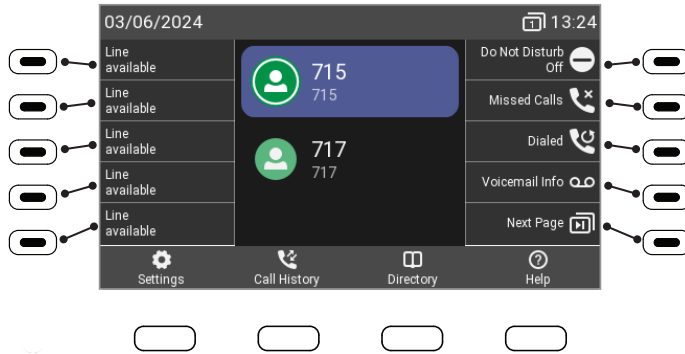 03/06/2024
1
13:24
Line
available
Line
available
Line
available
Line
available
Line
available
715
715
717
717
Do Not Disturb
Off
Missed Calls
Dialed
Voicemail Info
Next Page
Settings
Call History
Directory
Help